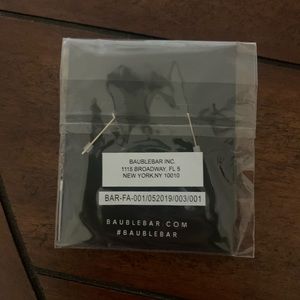 BAUBLEBAR INC.
1115 BROADWAY, FL 5
NEW YORK,NY 10010
BAR-FA-001/052019/003/001
BAUBLEBAR.COM
#BAUBLEBAR